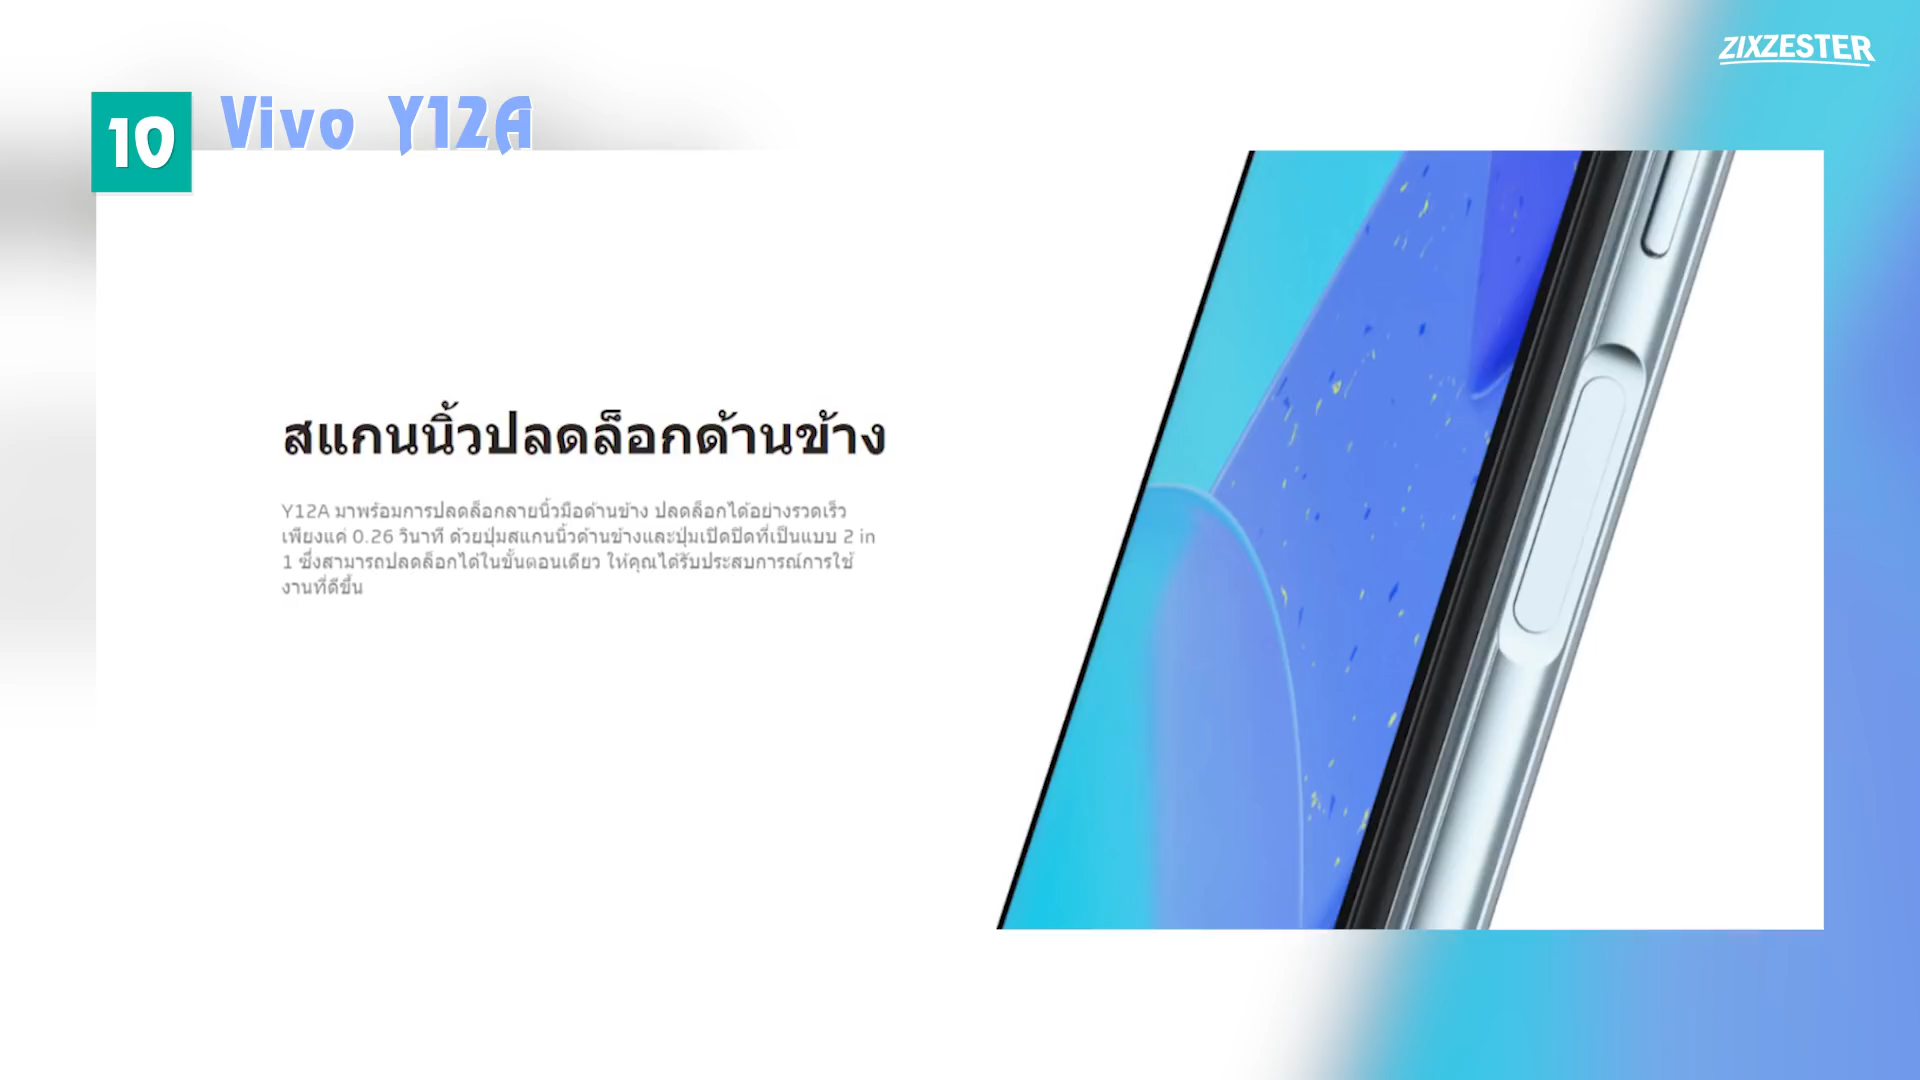 ZIXZESTER
10
Vivo Y12A
สแกนนิ้วปลดล็อกด้านข้าง
Y12A มาพร้อมการปลดล็อกลายนิ้วมือด้านข้าง ปลดล็อกได้อย่างรวดเร็ว
เพียงแค่ 0.26 วินาที ด้วยปุ่มสแกนนิ้วด้านข้างและปุ่มเปิดปิดที่เป็นแบบ 2 in
1 ซึ่งสามารถปลดล็อกได้ในขั้นตอนเดียว ให้คุณได้รับประสบการณ์การใช้
งานที่ดีขึ้น